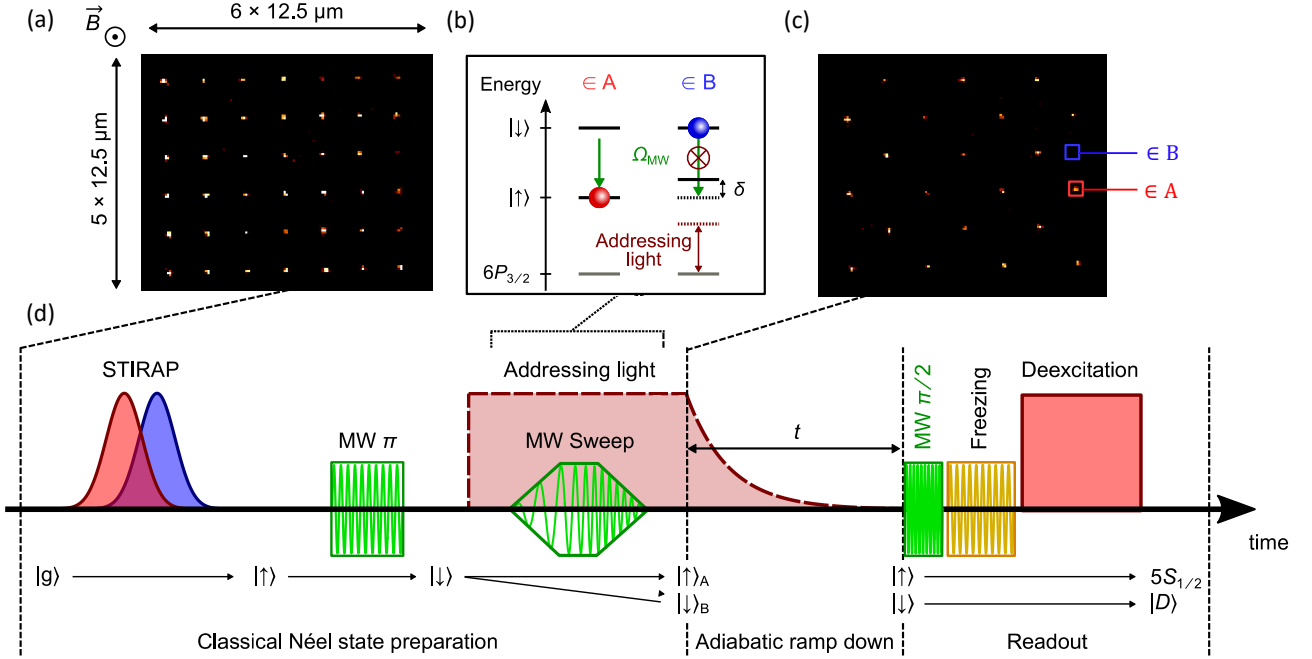 (a)
B⃗
6 × 12.5 µm
5 × 12.5 µm
(b)
Energy
∈ A
∈ B
|↓⟩
Ω_MW
δ
|↑⟩
Addressing
light
6P_3/2
(c)
∈ B
∈ A
(d)
STIRAP
MW π
Addressing light
MW Sweep
t
MW π/2
Freezing
Deexcitation
time
|g⟩
|↑⟩
|↓⟩
|↑⟩_A
|↓⟩_B
|↑⟩
|↓⟩
5S_1/2
|D⟩
Classical Néel state preparation
Adiabatic ramp down
Readout